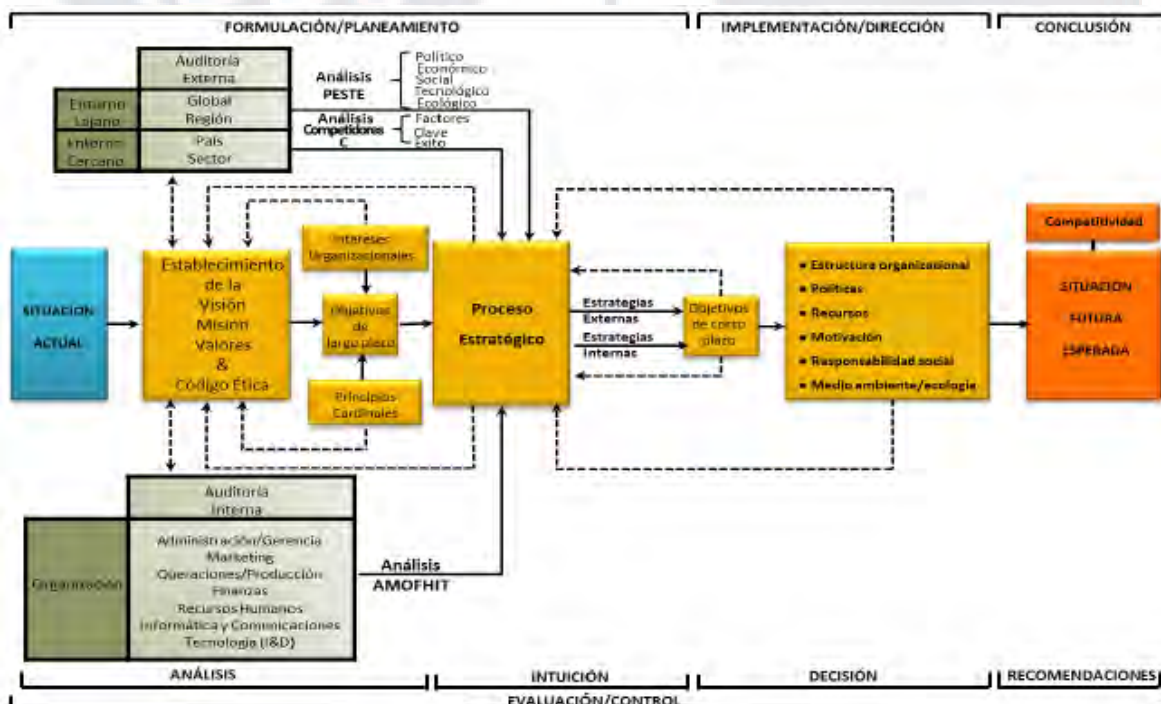 FORMULACIÓN/PLANEAMIENTO
IMPLEMENTACIÓN/DIRECCIÓN
CONCLUSIÓN
Auditoría
Externa
Entorno
Lejano
Global
Región
Entorno
Cercano
País
Sector
Análisis
PESTE
Político
Económico
Social
Tecnológico
Ecológico
Análisis
Competidores
C
Factores
Clave
Éxito
SITUACION
ACTUAL
Establecimiento
de la
Visión
Misión
Valores
&
Código Ética
Intereses
Organizacionales
Objetivos
de
largo plazo
Principios
Cardinales
Proceso
Estratégico
Estrategias
Externas
Estrategias
Internas
Objetivos
de corto
plazo
• Estructura organizacional
• Políticas
• Recursos
• Motivación
• Responsabilidad social
• Medio ambiente/ecología
Competitividad
SITUACIÓN
FUTURA
ESPERADA
Auditoría
Interna
Organización
Administración/Gerencia
Marketing
Operaciones/Producción
Finanzas
Recursos Humanos
Informática y Comunicaciones
Tecnología (I&D)
Análisis
AMOFHIT
ANÁLISIS
INTUICIÓN
DECISIÓN
RECOMENDACIONES
EVALUACIÓN/CONTROL